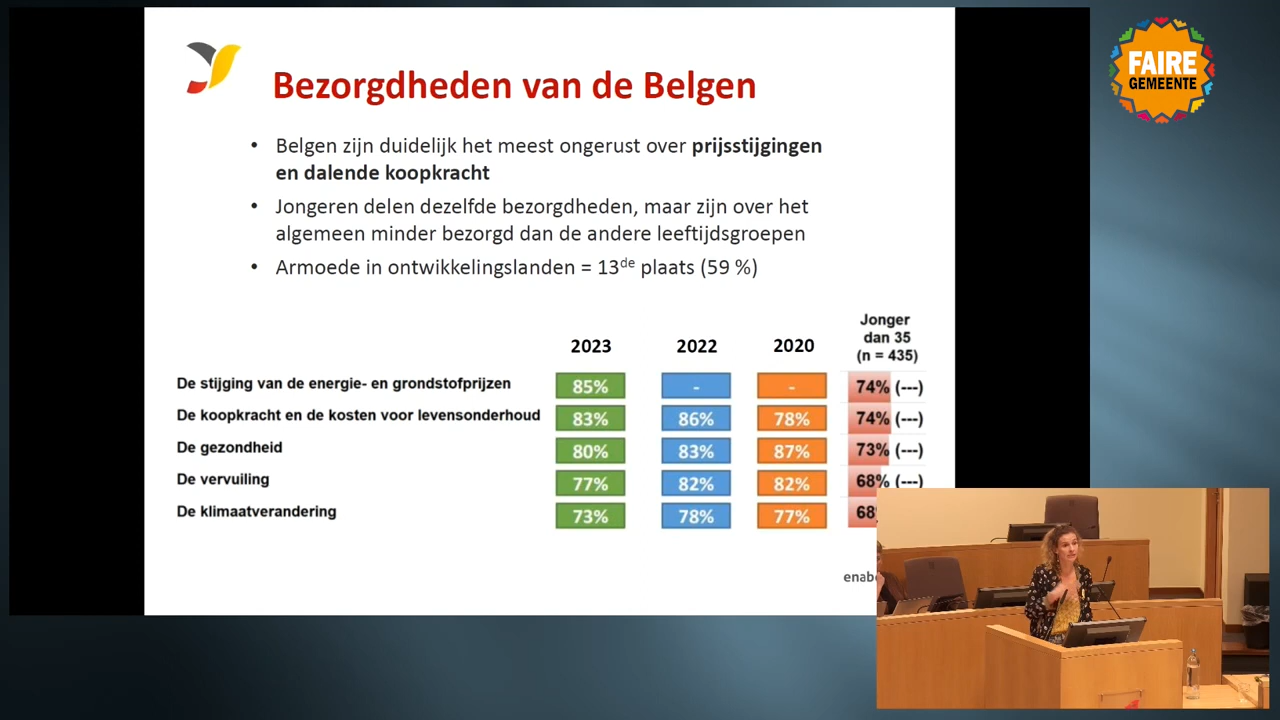 FAIRE
GEMEENTE
Bezorgdheden van de Belgen
• Belgen zijn duidelijk het meest ongerust over prijsstijgingen
en dalende koopkracht
• Jongeren delen dezelfde bezorgdheden, maar zijn over het
algemeen minder bezorgd dan de andere leeftijdsgroepen
• Armoede in ontwikkelingslanden = 13de plaats (59 %)
Jonger
dan 35
(n = 435)
2023 2022 2020
De stijging van de energie- en grondstofprijzen 85% - - 74% (---)
De koopkracht en de kosten voor levensonderhoud 83% 86% 78% 74% (---)
De gezondheid 80% 83% 87% 73% (---)
De vervuiling 77% 82% 82% 68% (---)
De klimaatverandering 73% 78% 77% 68
enab